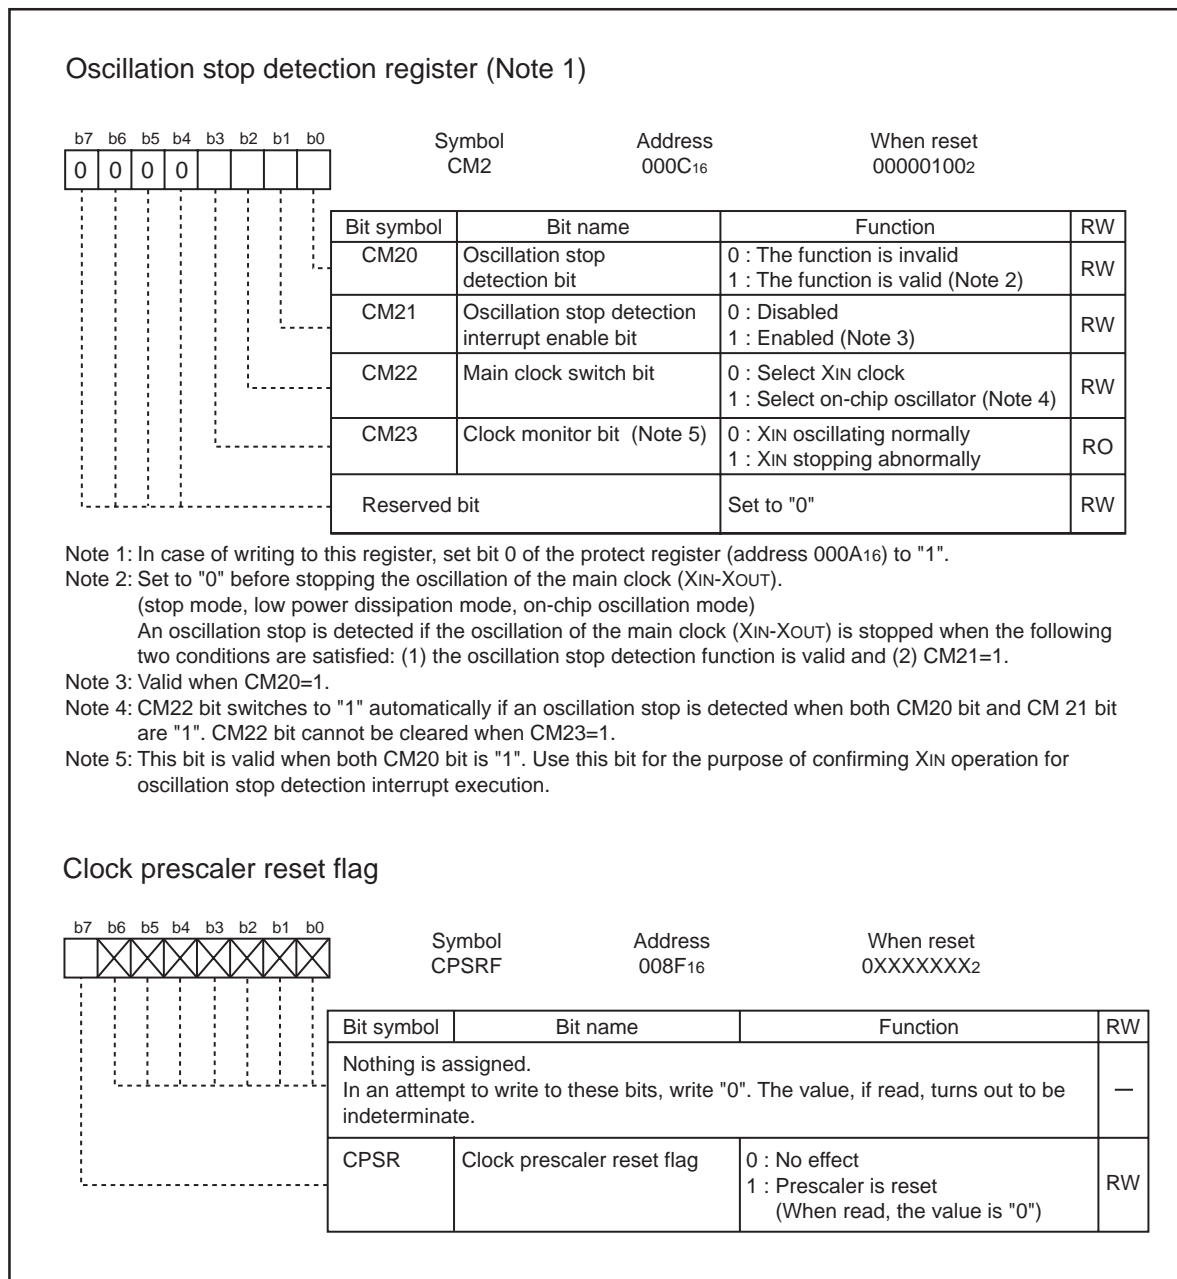 Oscillation stop detection register (Note 1)
b7 b6 b5 b4 b3 b2 b1 b0
0 0 0 0
Symbol Address When reset
CM2 000C16 000001002
Bit symbol Bit name Function RW
CM20 Oscillation stop detection bit 0 : The function is invalid
1 : The function is valid (Note 2) RW
CM21 Oscillation stop detection interrupt enable bit 0 : Disabled
1 : Enabled (Note 3) RW
CM22 Main clock switch bit 0 : Select XIN clock
1 : Select on-chip oscillator (Note 4) RW
CM23 Clock monitor bit (Note 5) 0 : XIN oscillating normally
1 : XIN stopping abnormally RO
Reserved bit Set to "0" RW
Note 1: In case of writing to this register, set bit 0 of the protect register (address 000A16) to "1".
Note 2: Set to "0" before stopping the oscillation of the main clock (XIN-XOUT).
(stop mode, low power dissipation mode, on-chip oscillation mode)
An oscillation stop is detected if the oscillation of the main clock (XIN-XOUT) is stopped when the following
two conditions are satisfied: (1) the oscillation stop detection function is valid and (2) CM21=1.
Note 3: Valid when CM20=1.
Note 4: CM22 bit switches to "1" automatically if an oscillation stop is detected when both CM20 bit and CM 21 bit
are "1". CM22 bit cannot be cleared when CM23=1.
Note 5: This bit is valid when both CM20 bit is "1". Use this bit for the purpose of confirming XIN operation for
oscillation stop detection interrupt execution.
Clock prescaler reset flag
b7 b6 b5 b4 b3 b2 b1 b0
Symbol Address When reset
CPSRF 008F16 0XXXXXXX2
Bit symbol Bit name Function RW
Nothing is assigned.
In an attempt to write to these bits, write "0". The value, if read, turns out to be
indeterminate. —
CPSR Clock prescaler reset flag 0 : No effect
1 : Prescaler is reset
(When read, the value is "0") RW